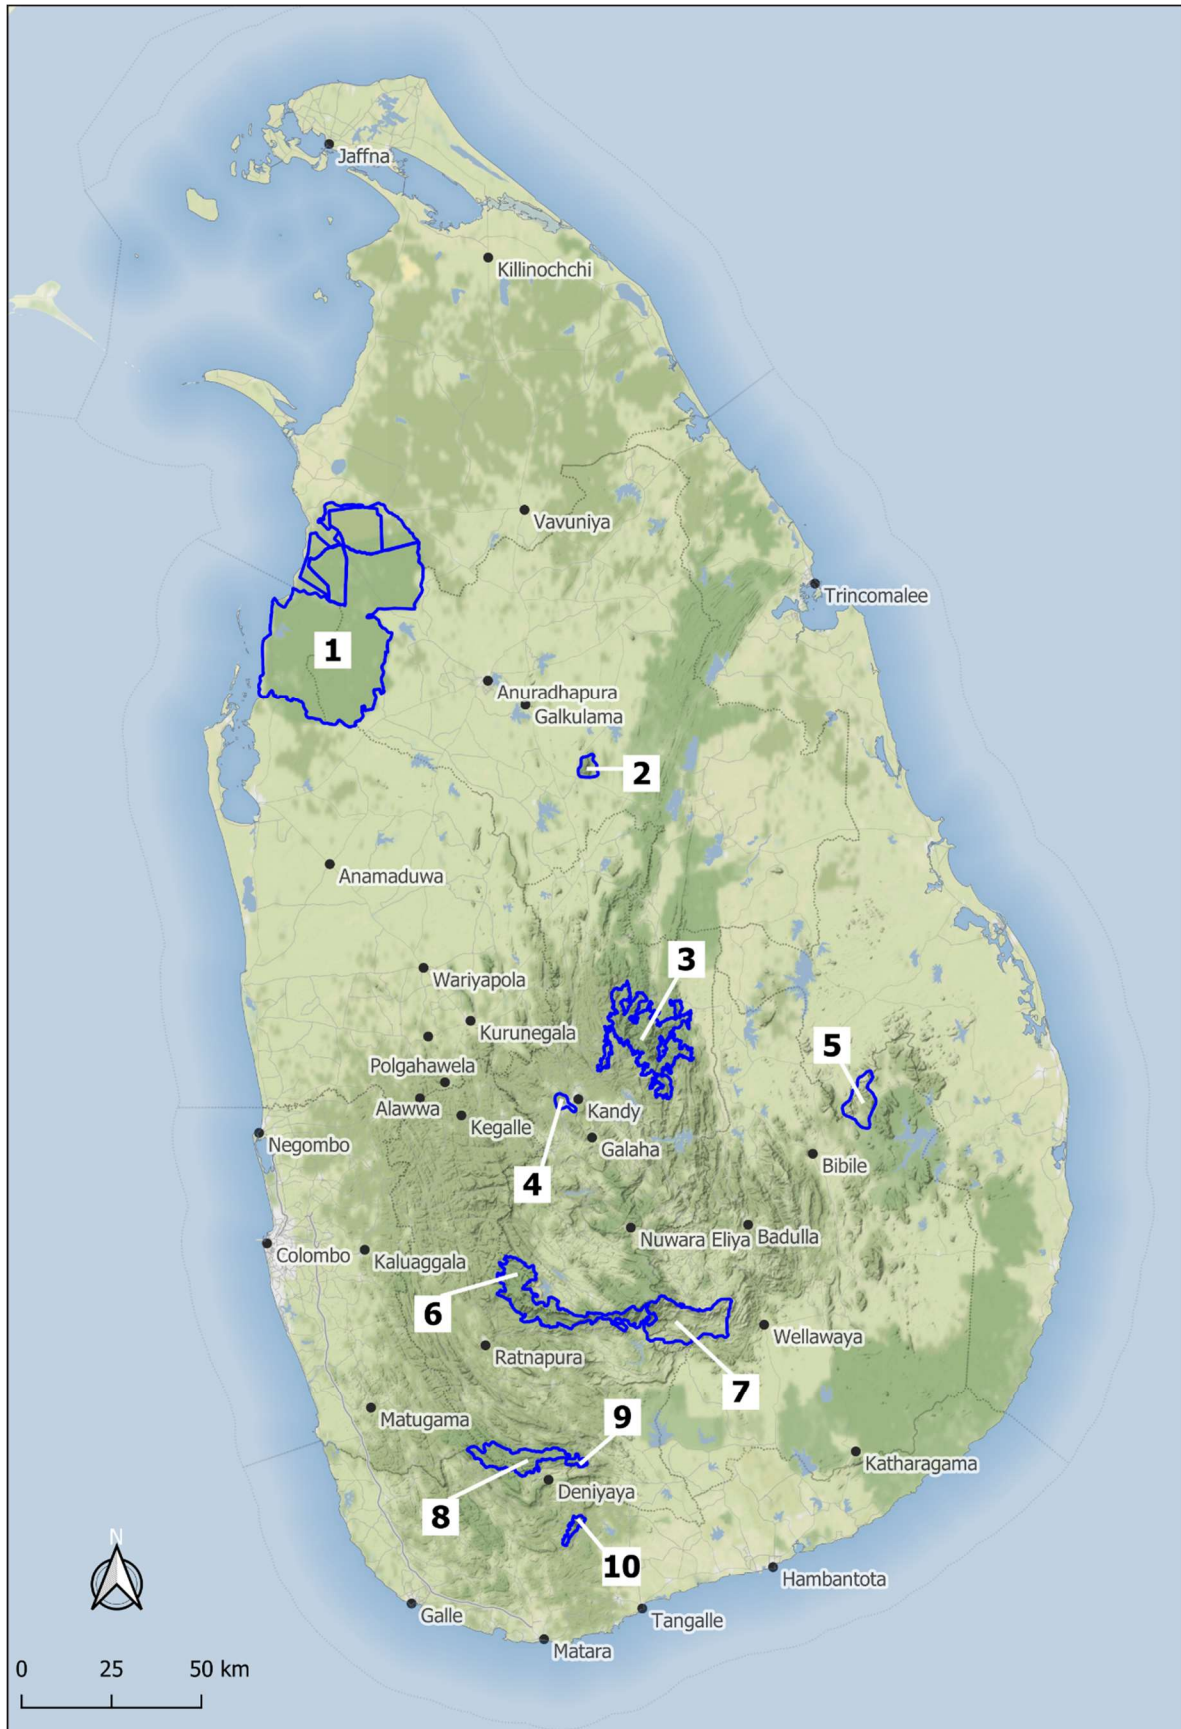 Jaffna
Killinochchi
Vavuniya
Trincomalee
1
Anuradhapura
Galkulama
2
Anamaduwa
3
Wariyapola
Kurunegala
5
Polgahawela
Alawwa
Kandy
Kegalle
Negombo
Galaha
Bibile
4
Nuwara Eliya
Badulla
Colombo
Kaluaggala
6
Wellawaya
Ratnapura
7
Matugama
9
Katharagama
Deniyaya
8
N
10
Hambantota
Galle
Tangalle
Matara
0 25 50 km